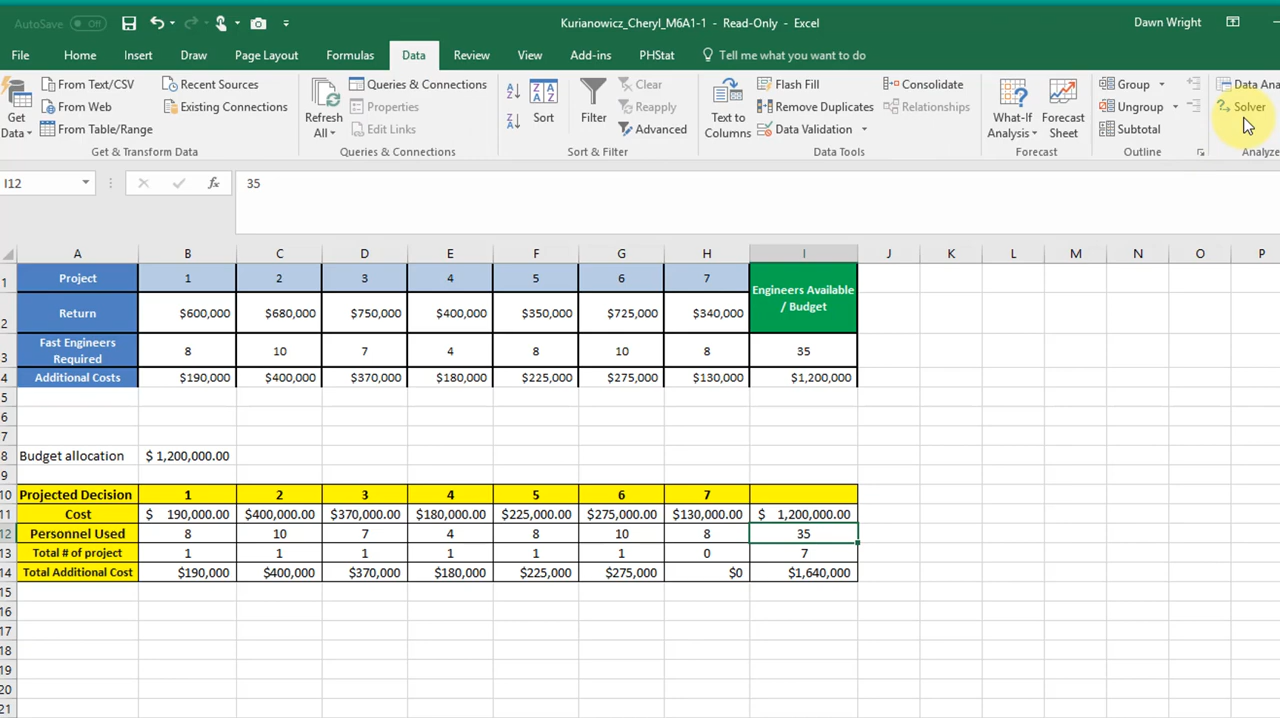 AutoSave Off
Kurianowicz_Cheryl_M6A1-1 - Read-Only - Excel
Dawn Wright
File Home Insert Draw Page Layout Formulas Data Review View Add-ins PHStat Tell me what you want to do
Get Data
From Text/CSV
From Web
From Table/Range
Recent Sources
Existing Connections
Get & Transform Data
Refresh All
Queries & Connections
Properties
Edit Links
Queries & Connections
Sort
Filter
Clear
Reapply
Advanced
Sort & Filter
Text to Columns
Flash Fill
Remove Duplicates
Data Validation
Consolidate
Relationships
Data Tools
What-If Analysis
Forecast Sheet
Forecast
Group
Ungroup
Subtotal
Outline
Data Ana
Solver
Analyze
I12 fx 35
A B C D E F G H I J K L M N O P
1 Project 1 2 3 4 5 6 7 Engineers Available / Budget
2 Return $600,000 $680,000 $750,000 $400,000 $350,000 $725,000 $340,000
3 Fast Engineers Required 8 10 7 4 8 10 8 35
4 Additional Costs $190,000 $400,000 $370,000 $180,000 $225,000 $275,000 $130,000 $1,200,000
5
6
7
8 Budget allocation $ 1,200,000.00
9
10 Projected Decision 1 2 3 4 5 6 7
11 Cost $ 190,000.00 $400,000.00 $370,000.00 $180,000.00 $225,000.00 $275,000.00 $130,000.00 $ 1,200,000.00
12 Personnel Used 8 10 7 4 8 10 8 35
13 Total # of project 1 1 1 1 1 1 0 7
14 Total Additional Cost $190,000 $400,000 $370,000 $180,000 $225,000 $275,000 $0 $1,640,000
15
16
17
18
19
20
21